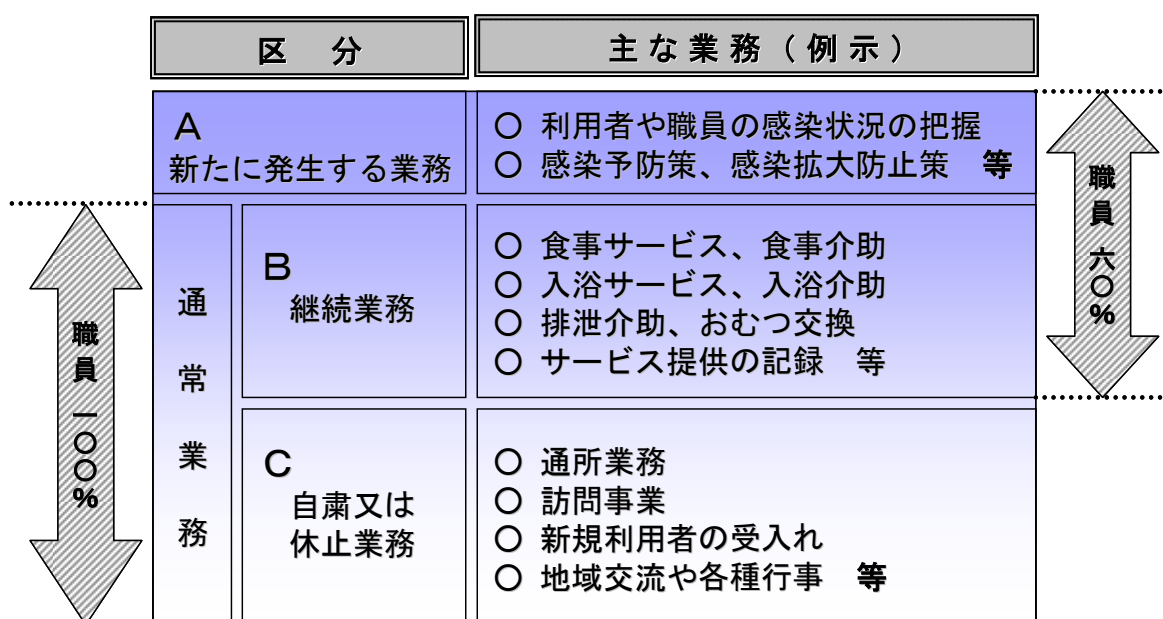 区　分
主な業務（例示）
Ａ
新たに発生する業務
○ 利用者や職員の感染状況の把握
○ 感染予防策、感染拡大防止策　等
職員 六〇%
職員 一〇〇%
通常業務
Ｂ
継続業務
○ 食事サービス、食事介助
○ 入浴サービス、入浴介助
○ 排泄介助、おむつ交換
○ サービス提供の記録　等
Ｃ
自粛又は
休止業務
○ 通所業務
○ 訪問事業
○ 新規利用者の受入れ
○ 地域交流や各種行事　等